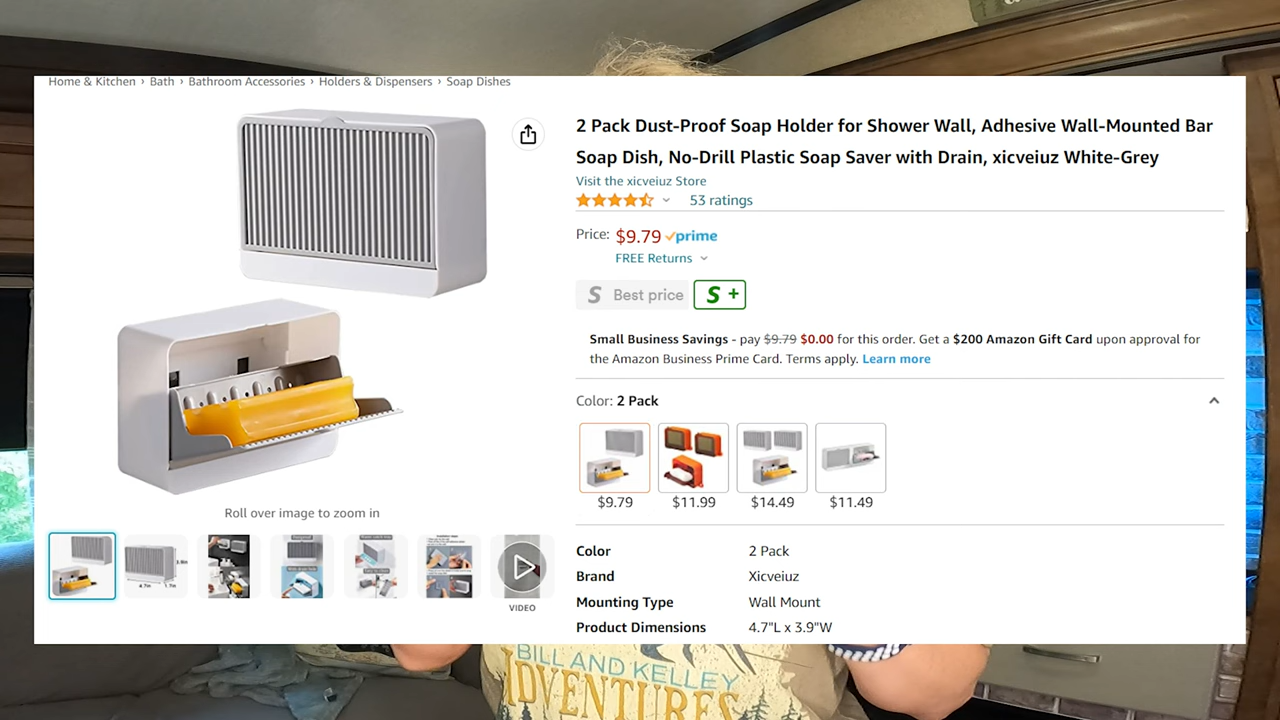 Home & Kitchen › Bath › Bathroom Accessories › Holders & Dispensers › Soap Dishes
2 Pack Dust-Proof Soap Holder for Shower Wall, Adhesive Wall-Mounted Bar
Soap Dish, No-Drill Plastic Soap Saver with Drain, xicveiuz White-Grey
Visit the xicveiuz Store
53 ratings
Price: $9.79 prime
FREE Returns
S Best price S +
Small Business Savings - pay $9.79 $0.00 for this order. Get a $200 Amazon Gift Card upon approval for
the Amazon Business Prime Card. Terms apply. Learn more
Color: 2 Pack
$9.79 $11.99 $14.49 $11.49
Roll over image to zoom in
VIDEO
Color 2 Pack
Brand Xicveiuz
Mounting Type Wall Mount
Product Dimensions 4.7"L x 3.9"W
BILL AND KELLEY
ADVENTURES